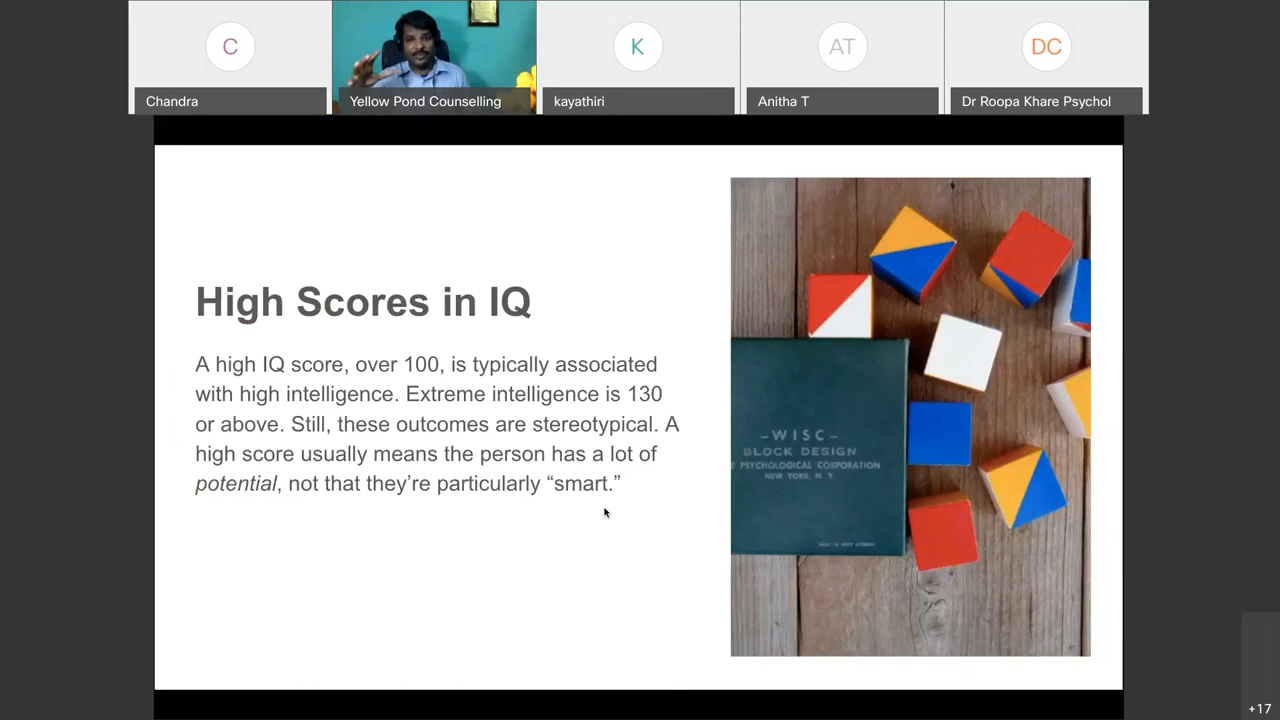 C
K
AT
DC
Chandra
Yellow Pond Counselling
kayathiri
Anitha T
Dr Roopa Khare Psychol
High Scores in IQ
A high IQ score, over 100, is typically associated
with high intelligence. Extreme intelligence is 130
or above. Still, these outcomes are stereotypical. A
high score usually means the person has a lot of
potential, not that they’re particularly “smart.”
–WISC–
BLOCK DESIGN
PSYCHOLOGICAL CORPORATION
NEW YORK, N. Y.
+17